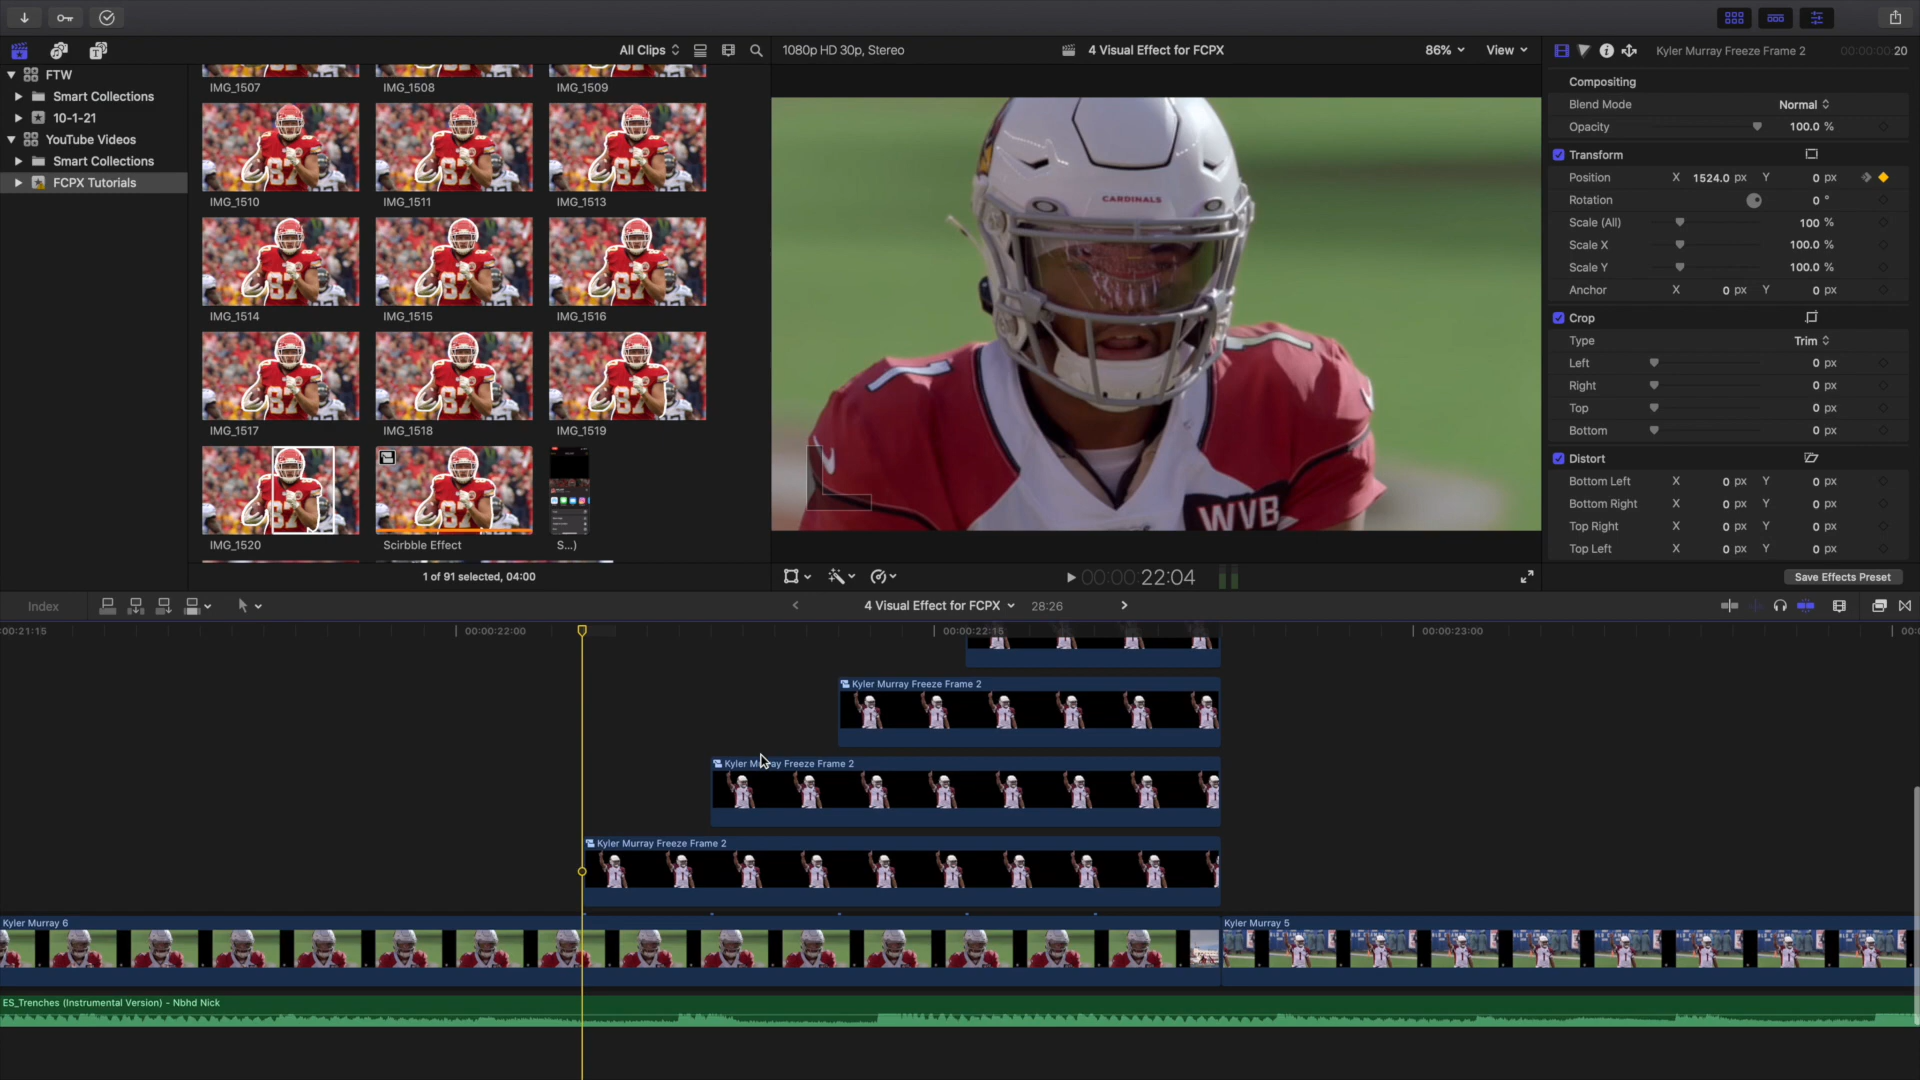 All Clips
1080p HD 30p, Stereo
4 Visual Effect for FCPX
86%
View
Kyler Murray Freeze Frame 2
00:00:00:20
FTW
Smart Collections
10-1-21
YouTube Videos
Smart Collections
FCPX Tutorials
IMG_1507
IMG_1508
IMG_1509
IMG_1510
IMG_1511
IMG_1513
IMG_1514
IMG_1515
IMG_1516
IMG_1517
IMG_1518
IMG_1519
IMG_1520
Scirbble Effect
S...)
1 of 91 selected, 04:00
CARDINALS
1
WVB
00:00:00:22:04
Compositing
Blend Mode Normal
Opacity 100.0 %
Transform
Position X 1524.0 px Y 0 px
Rotation 0 °
Scale (All) 100 %
Scale X 100.0 %
Scale Y 100.0 %
Anchor X 0 px Y 0 px
Crop
Type Trim
Left 0 px
Right 0 px
Top 0 px
Bottom 0 px
Distort
Bottom Left X 0 px Y 0 px
Bottom Right X 0 px Y 0 px
Top Right X 0 px Y 0 px
Top Left X 0 px Y 0 px
Save Effects Preset
Index
4 Visual Effect for FCPX
28:26
00:21:15
00:00:22:00
00:00:22:15
00:00:23:00
Kyler Murray Freeze Frame 2
Kyler Murray Freeze Frame 2
Kyler Murray Freeze Frame 2
Kyler Murray 6
Kyler Murray 5
ES_Trenches (Instrumental Version) - Nbhd Nick